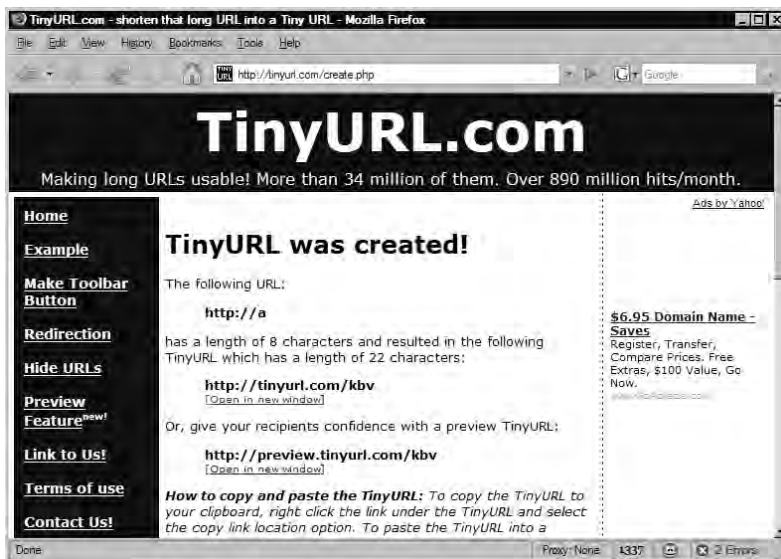 TinyURL.com - shorten that long URL into a Tiny URL - Mozilla Firefox
File Edit View History Bookmarks Tools Help
TINY URL http://tinyurl.com/create.php G Google
TinyURL.com
Making long URLs usable! More than 34 million of them. Over 890 million hits/month.
Home
Example
Make Toolbar
Button
Redirection
Hide URLs
Preview
Feature new!
Link to Us!
Terms of use
Contact Us!
TinyURL was created!
The following URL:
http://a
has a length of 8 characters and resulted in the following
TinyURL which has a length of 22 characters:
http://tinyurl.com/kbv
[Open in new window]
Or, give your recipients confidence with a preview TinyURL:
http://preview.tinyurl.com/kbv
[Open in new window]
How to copy and paste the TinyURL: To copy the TinyURL to
your clipboard, right click the link under the TinyURL and select
the copy link location option. To paste the TinyURL into a
Ads by Yahoo!
$6.95 Domain Name -
Saves
Register, Transfer,
Compare Prices. Free
Extras, $100 Value, Go
Now.
Done Proxy: None 1337 2 Errors